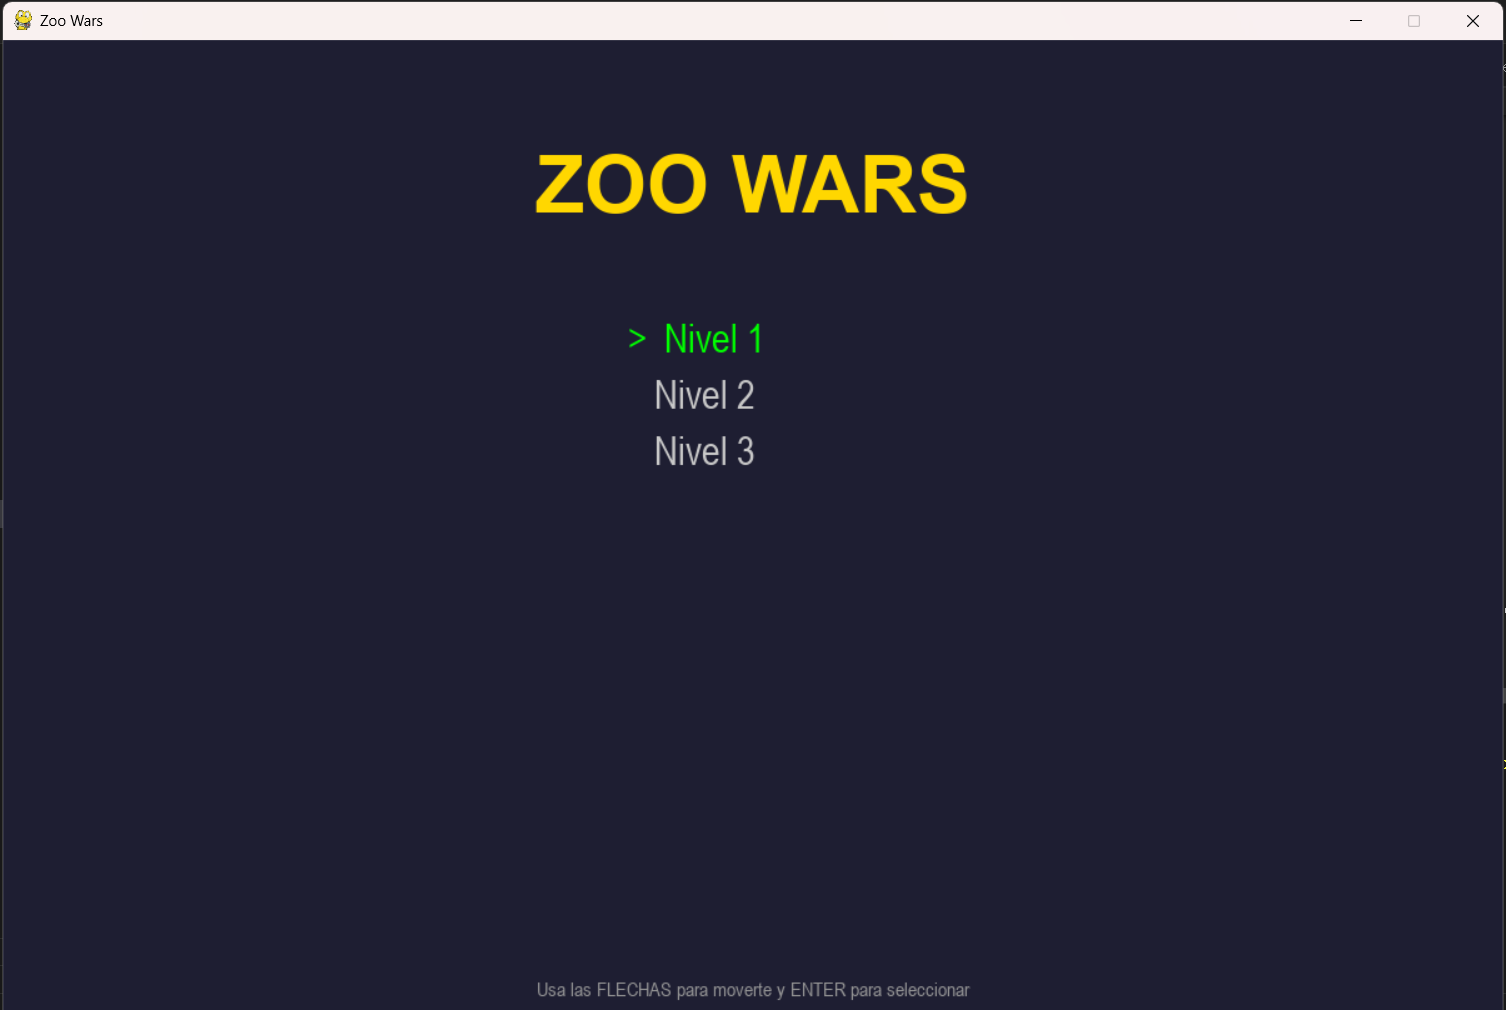 Zoo Wars
ZOO WARS
> Nivel 1
Nivel 2
Nivel 3
Usa las FLECHAS para moverte y ENTER para seleccionar